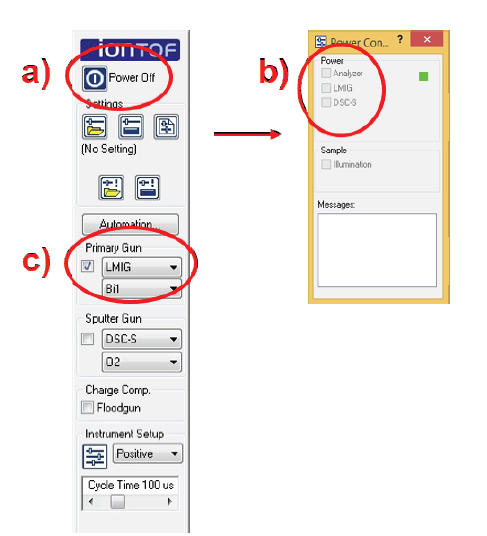 a)
IONTOF
Power Off
Settings
(No Setting)
Automation...
c)
Primary Gun
LMIG
Bi1
Sputter Gun
DSC-S
O2
Charge Comp.
Floodgun
Instrument Setup
Positive
Cycle Time 100 us
b)
Power Con... ?
Power
Analyzer
LMIG
DSC-S
Sample
Illumination
Messages: